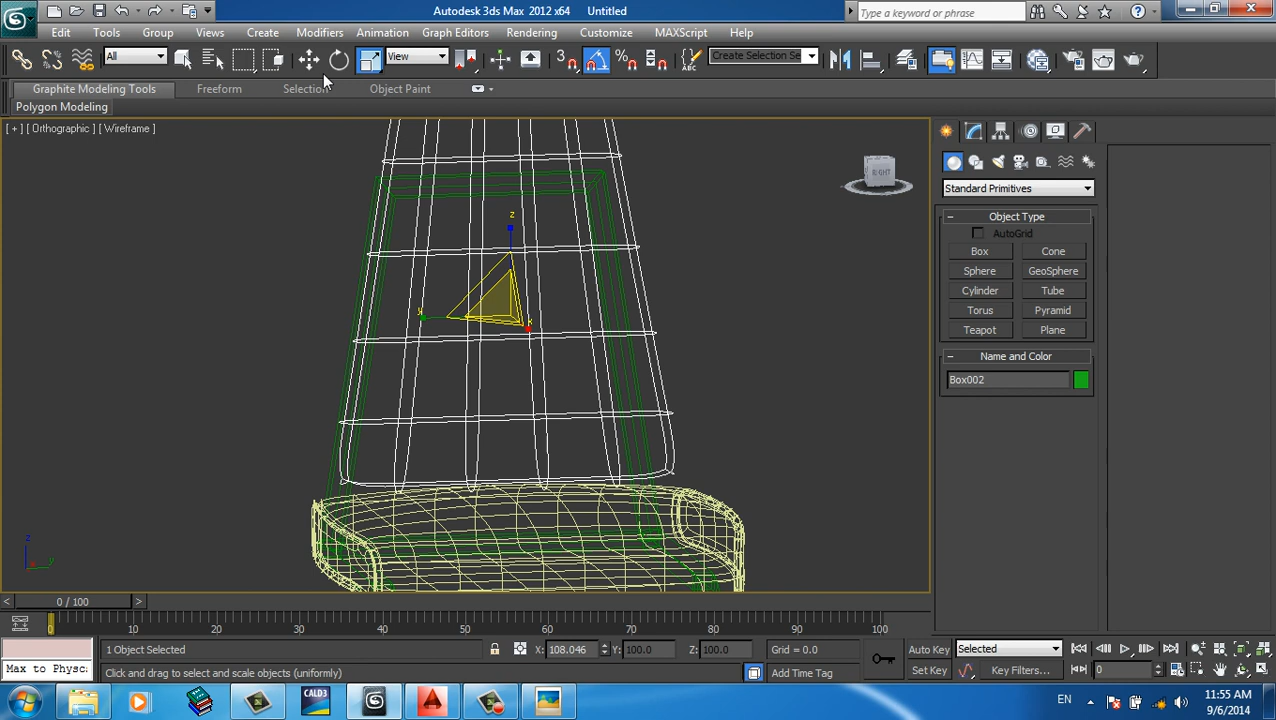 Autodesk 3ds Max 2012 x64 Untitled
Type a keyword or phrase
Edit Tools Group Views Create Modifiers Animation Graph Editors Rendering Customize MAXScript Help
All View Create Selection Se
Graphite Modeling Tools Freeform Selection Object Paint
Polygon Modeling
[ + ] [ Orthographic ] [ Wireframe ]
RIGHT
Standard Primitives
Object Type
AutoGrid
Box Cone
Sphere GeoSphere
Cylinder Tube
Torus Pyramid
Teapot Plane
Name and Color
Box002
z
y
x
z
y
0 / 100
0 10 20 30 40 50 60 70 80 90 100
1 Object Selected X: 108.046 Y: 100.0 Z: 100.0 Grid = 0.0 Auto Key Selected
Max to Physc Click and drag to select and scale objects (uniformly) Add Time Tag Set Key Key Filters... 0
CALD3 EN 11:55 AM
9/6/2014